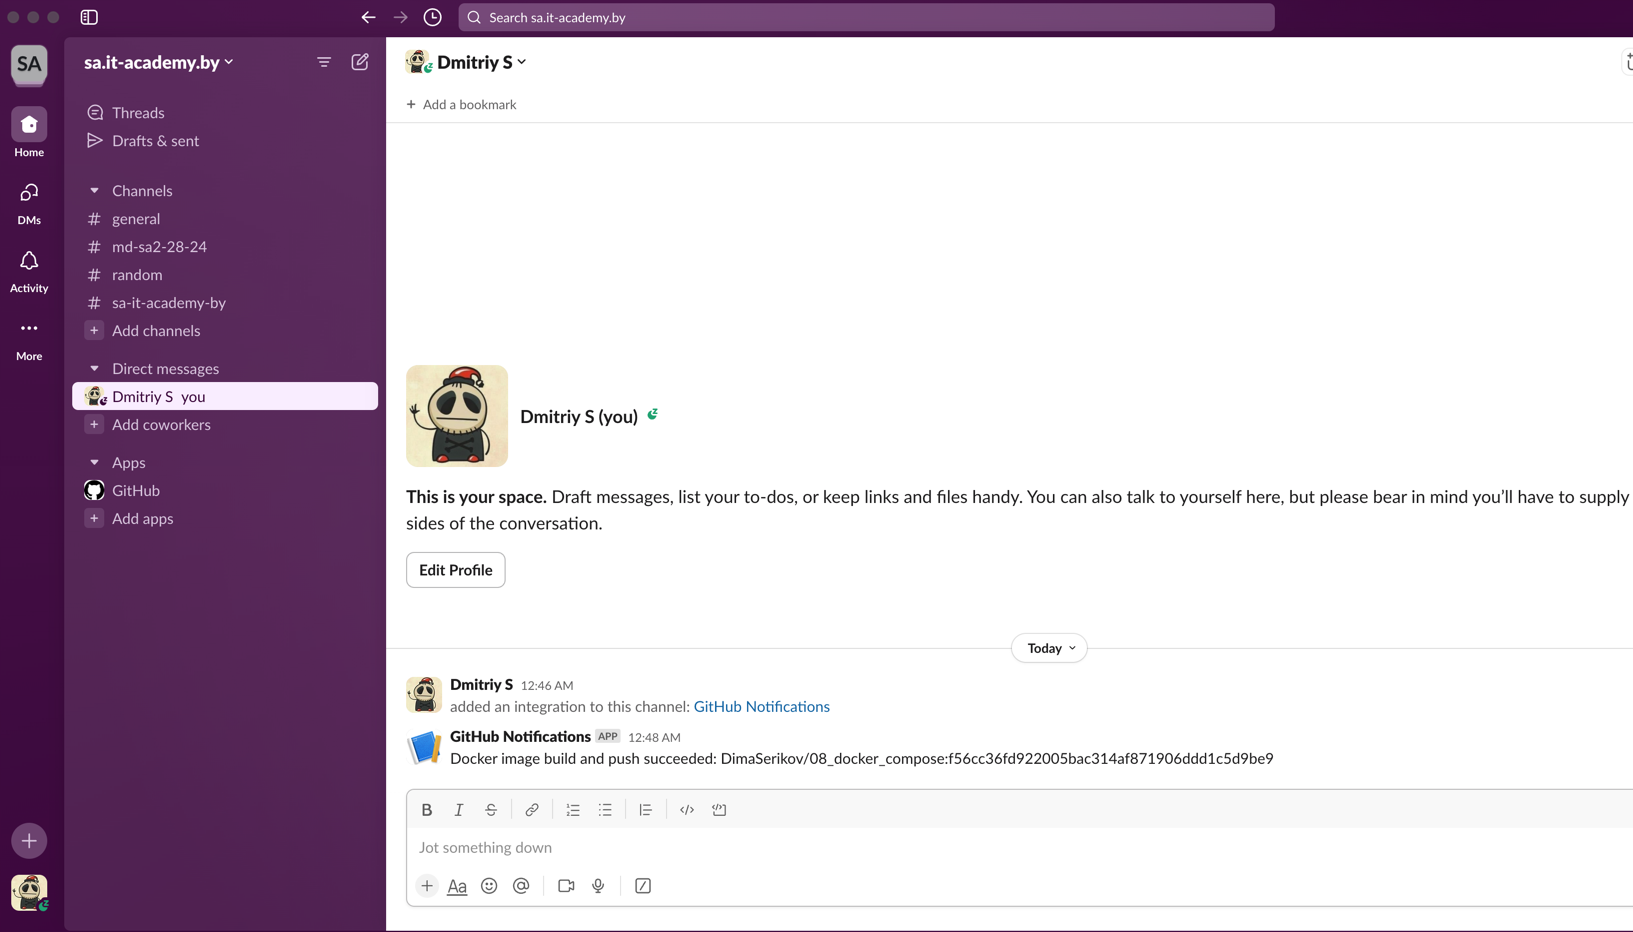 Search sa.it-academy.by
SA
sa.it-academy.by
Dmitriy S
Home
DMs
Activity
More
Threads
Drafts & sent
Channels
# general
# md-sa2-28-24
# random
# sa-it-academy-by
+ Add channels
Direct messages
Dmitriy S you
+ Add coworkers
Apps
GitHub
+ Add apps
+ Add a bookmark
Dmitriy S (you)
This is your space. Draft messages, list your to-dos, or keep links and files handy. You can also talk to yourself here, but please bear in mind you’ll have to supply
sides of the conversation.
Edit Profile
Today
Dmitriy S 12:46 AM
added an integration to this channel: GitHub Notifications
GitHub Notifications APP 12:48 AM
Docker image build and push succeeded: DimaSerikov/08_docker_compose:f56cc36fd922005bac314af871906ddd1c5d9be9
B I S
Jot something down
+ Aa @